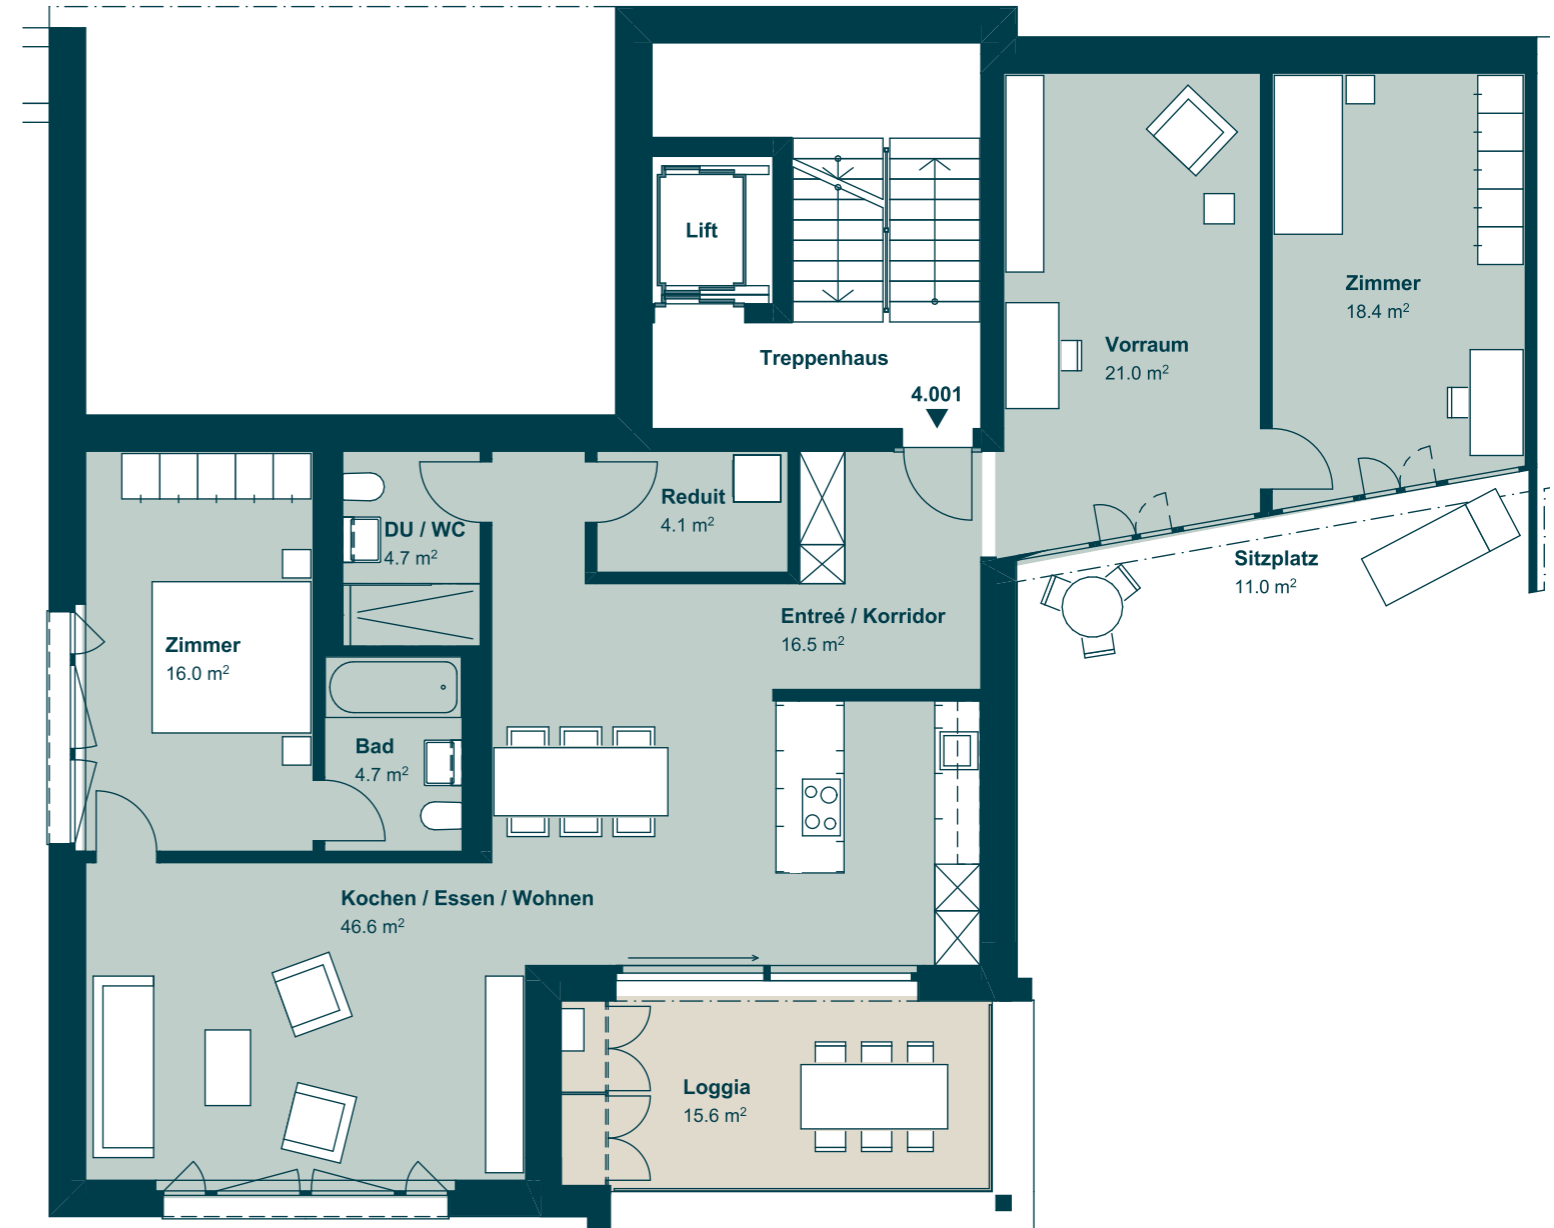 Lift
Zimmer
18.4 m²
Treppenhaus
Vorraum
21.0 m²
4.001
Reduit
4.1 m²
DU / WC
4.7 m²
Sitzplatz
11.0 m²
Entreé / Korridor
16.5 m²
Zimmer
16.0 m²
Bad
4.7 m²
Kochen / Essen / Wohnen
46.6 m²
Loggia
15.6 m²